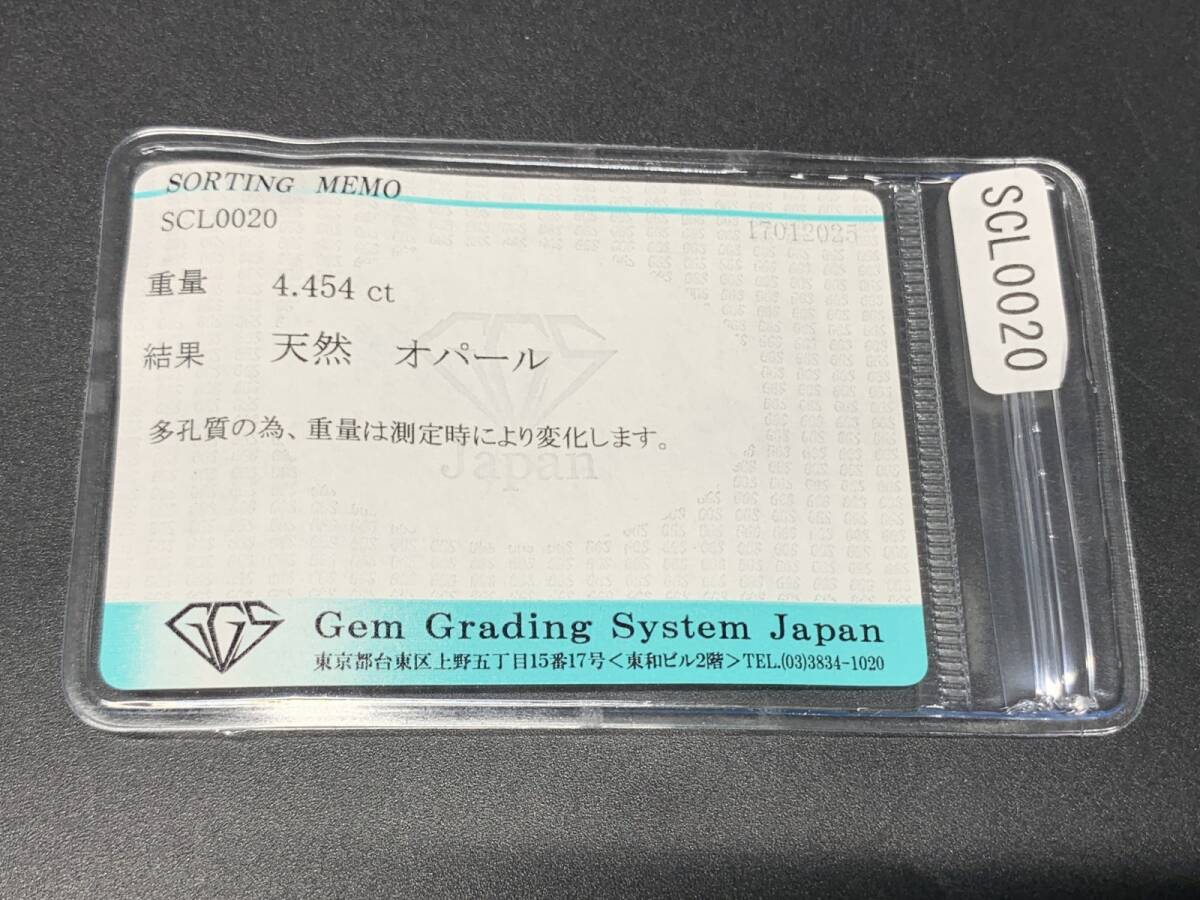 SORTING MEMO
SCL0020
17012025
重量 4.454 ct
結果 天然 オパール
多孔質の為、重量は測定時により変化します。
Japan
GGS
Gem Grading System Japan
東京都台東区上野五丁目15番17号<東和ビル2階>TEL.(03)3834-1020
SCL0020